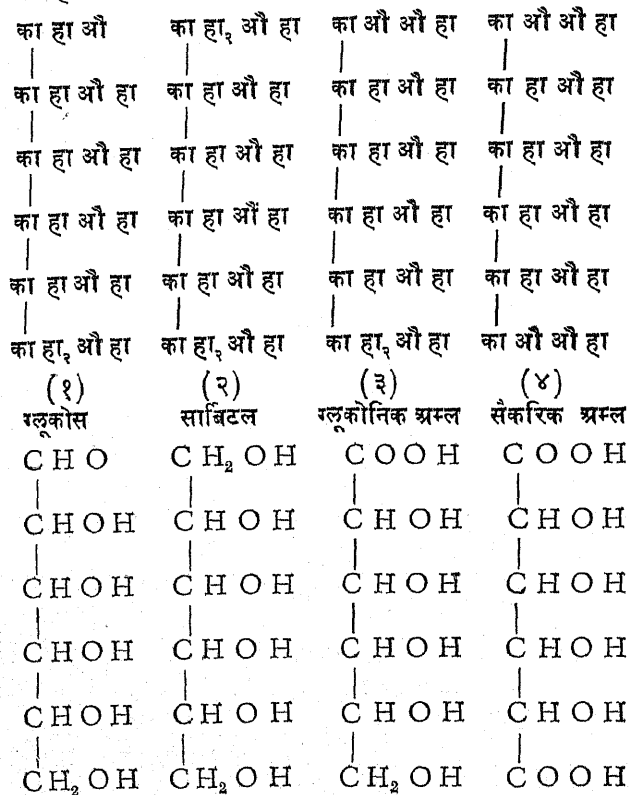 का हा औ का हा₂ औ हा का औ औ हा का औ औ हा
का हा औ हा का हा औ हा का हा औ हा का हा औ हा
का हा औ हा का हा औ हा का हा औ हा का हा औ हा
का हा औ हा का हा औं हा का हा औ हा का हा औ हा
का हा औ हा का हा औ हा का हा औ हा का हा औ हा
का हा₂ औ हा का हा₂ औ हा का हा₂ औ हा का औ औ हा
(१) (२) (३) (४)
ग्लूकोस सार्बिटल ग्लूकोनिक अम्ल सैकरिक अम्ल
CHO CH₂OH COOH COOH
CHOH CHOH CHOH CHOH
CHOH CHOH CHOH CHOH
CHOH CHOH CHOH CHOH
CHOH CHOH CHOH CHOH
CH₂OH CH₂OH CH₂OH COOH